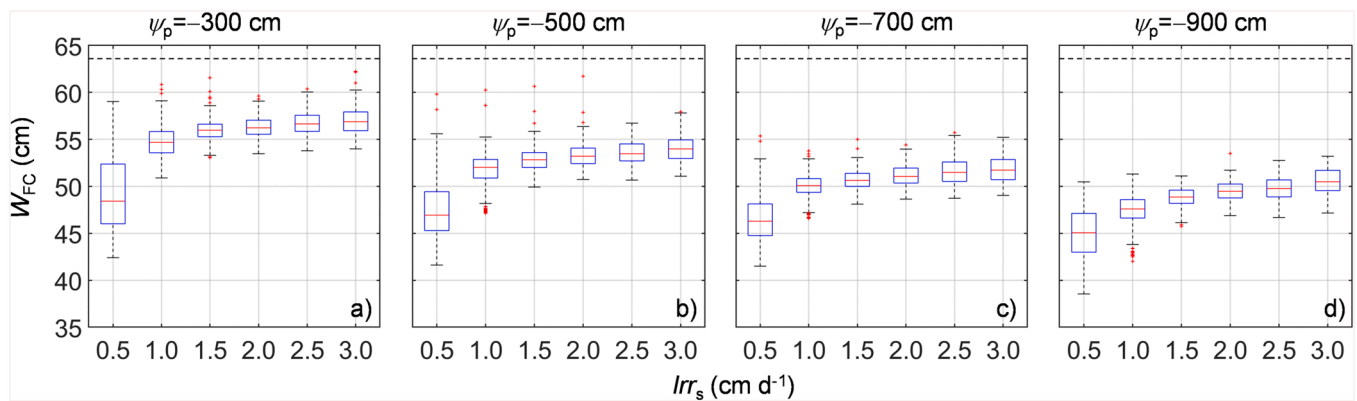 ψp=−300 cm ψp=−500 cm ψp=−700 cm ψp=−900 cm
65
60
55
50
45
40
35
WFC (cm)
a) b) c) d)
0.5 1.0 1.5 2.0 2.5 3.0 0.5 1.0 1.5 2.0 2.5 3.0 0.5 1.0 1.5 2.0 2.5 3.0 0.5 1.0 1.5 2.0 2.5 3.0
Irrs (cm d-1)